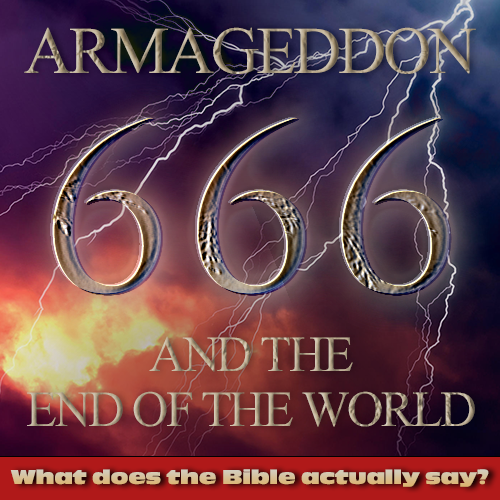 ARMAGEDDON
666
AND THE
END OF THE WORLD
What does the Bible actually say?